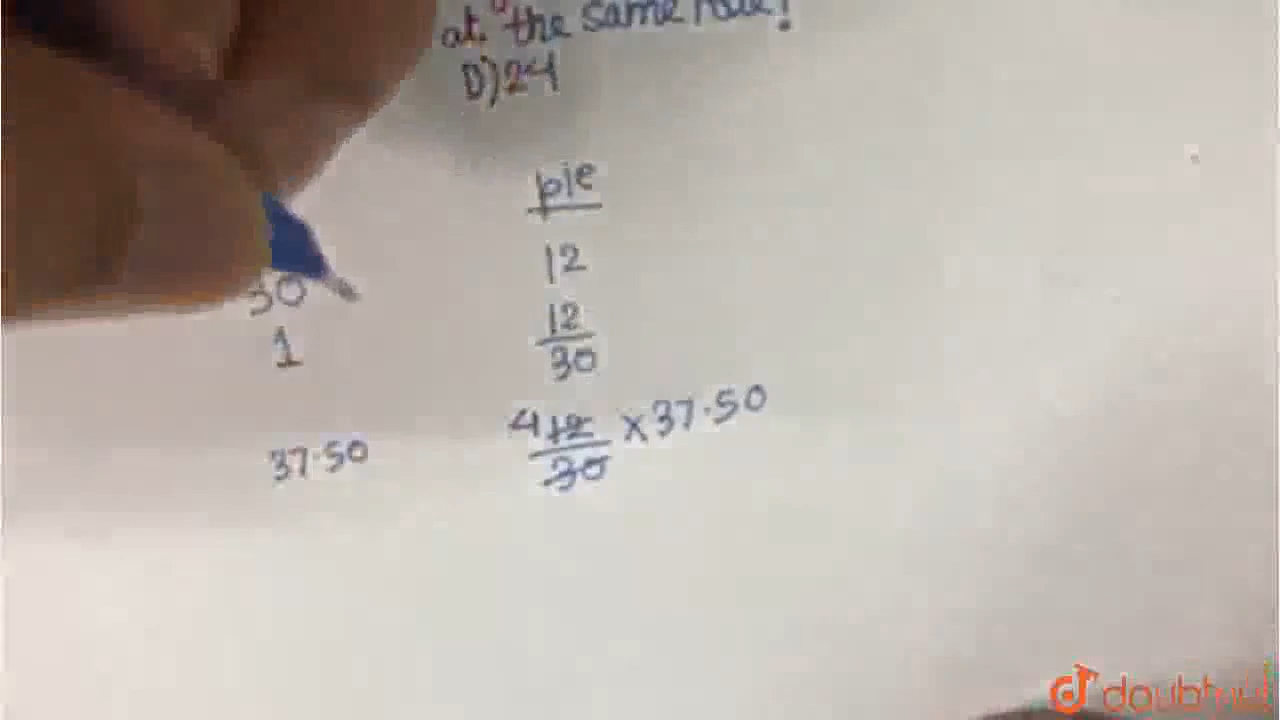 at the same rate?
D) 24
pie
30 12
1 12/30
37.50 4 12/30 x 37.50
doubtnut